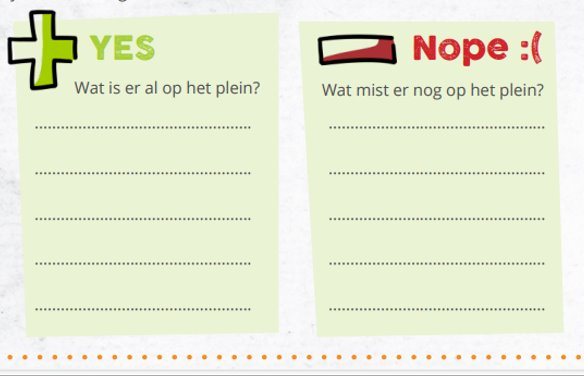 YES
Wat is er al op het plein?
Nope :(
Wat mist er nog op het plein?